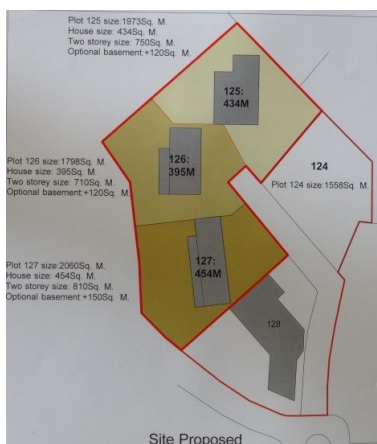 Plot 125 size:1973Sq. M.
House size: 434Sq. M.
Two storey size: 750Sq. M.
Optional basement:+120Sq. M.
125:
434M
Plot 126 size:1798Sq. M.
House size: 395Sq. M.
Two storey size: 710Sq. M.
Optional basement:+120Sq. M.
126:
395M
124
Plot 124 size:1558Sq. M.
Plot 127 size:2060Sq. M.
House size: 454Sq. M.
Two storey size: 810Sq. M.
Optional basement:+150Sq. M.
127:
454M
128
Site Proposed